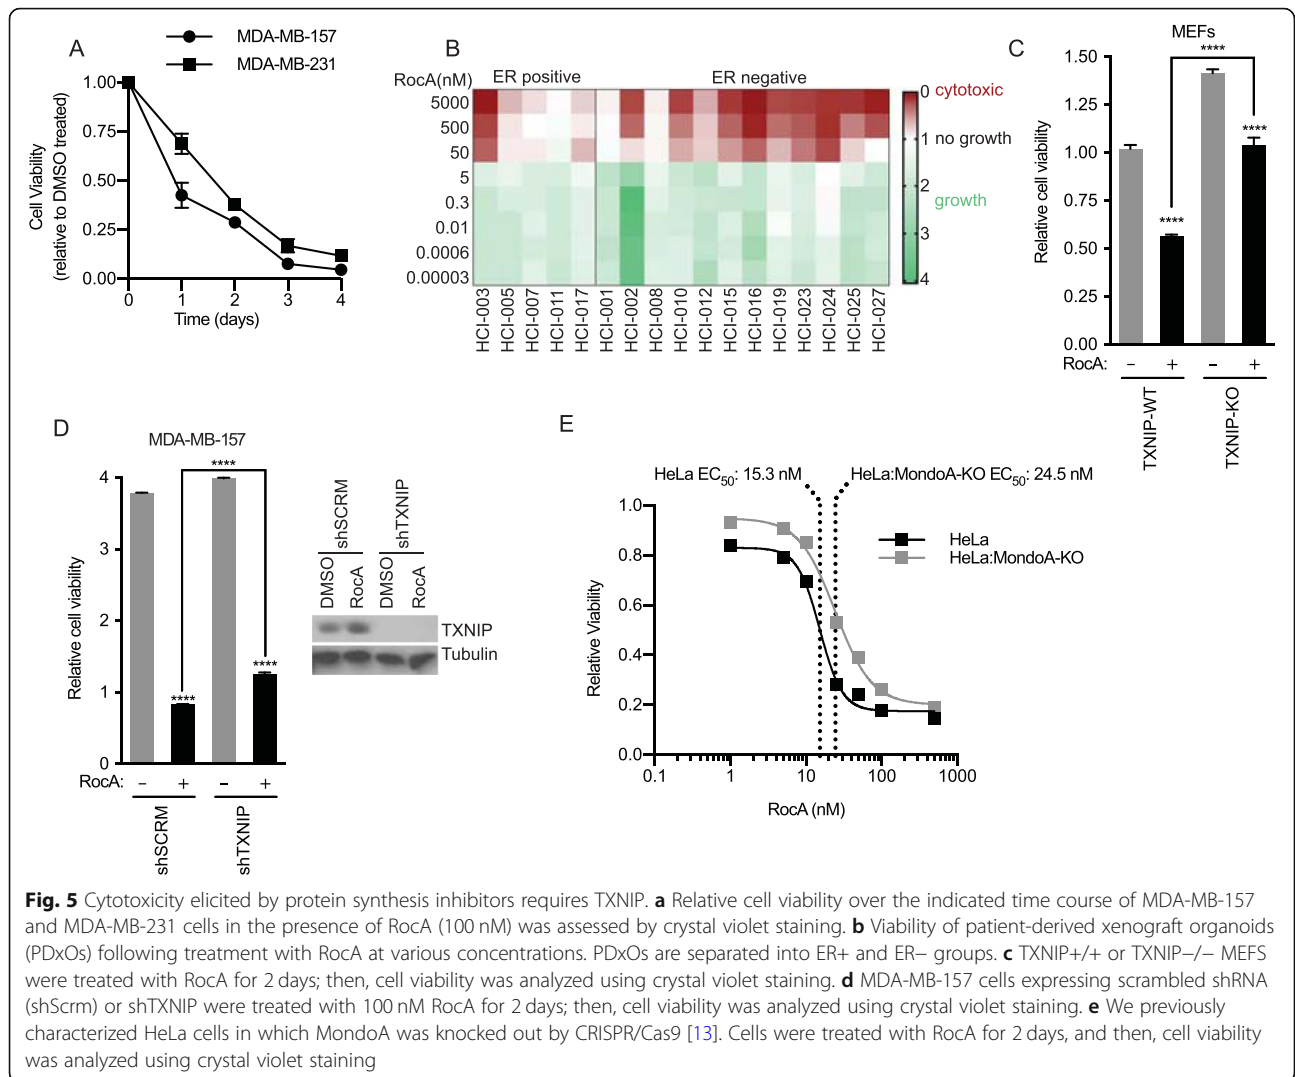 A
MDA-MB-157
MDA-MB-231
Cell Viability
(relative to DMSO treated)
1.00
0.75
0.50
0.25
0.00
0 1 2 3 4
Time (days)
B
RocA(nM) ER positive ER negative
5000
500
50
5
0.3
0.01
0.0006
0.00003
HCI-003
HCI-005
HCI-007
HCI-011
HCI-017
HCI-001
HCI-002
HCI-008
HCI-010
HCI-012
HCI-015
HCI-016
HCI-019
HCI-023
HCI-024
HCI-025
HCI-027
0 cytotoxic
1 no growth
2
growth
3
4
C
MEFs
Relative cell viability
1.50
1.25
1.00
0.75
0.50
0.25
0.00
****
****
****
RocA: – + – +
TXNIP-WT
TXNIP-KO
D
MDA-MB-157
Relative cell viability
4
3
2
1
0
****
****
****
RocA: – + – +
shSCRM
shTXNIP
shSCRM
shTXNIP
DMSO
RocA
DMSO
RocA
TXNIP
Tubulin
E
HeLa EC50: 15.3 nM
HeLa:MondoA-KO EC50: 24.5 nM
HeLa
HeLa:MondoA-KO
Relative Viability
1.0
0.8
0.6
0.4
0.2
0.0
0.1 1 10 100 1000
RocA (nM)
Fig. 5 Cytotoxicity elicited by protein synthesis inhibitors requires TXNIP. a Relative cell viability over the indicated time course of MDA-MB-157
and MDA-MB-231 cells in the presence of RocA (100 nM) was assessed by crystal violet staining. b Viability of patient-derived xenograft organoids
(PDxOs) following treatment with RocA at various concentrations. PDxOs are separated into ER+ and ER− groups. c TXNIP+/+ or TXNIP−/− MEFS
were treated with RocA for 2 days; then, cell viability was analyzed using crystal violet staining. d MDA-MB-157 cells expressing scrambled shRNA
(shScrm) or shTXNIP were treated with 100 nM RocA for 2 days; then, cell viability was analyzed using crystal violet staining. e We previously
characterized HeLa cells in which MondoA was knocked out by CRISPR/Cas9 [13]. Cells were treated with RocA for 2 days, and then, cell viability
was analyzed using crystal violet staining